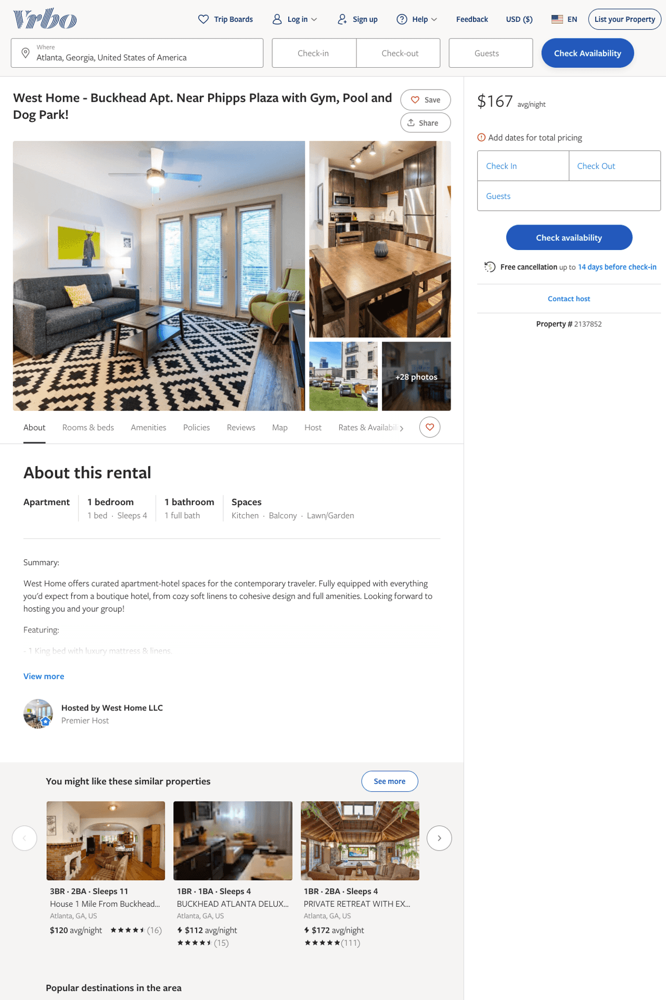 Vrbo
Trip Boards
Log in
Sign up
Help
Feedback
USD ($)
EN
List your Property
Where
Atlanta, Georgia, United States of America
Check-in
Check-out
Guests
Check Availability
West Home - Buckhead Apt. Near Phipps Plaza with Gym, Pool and
Dog Park!
Save
Share
+28 photos
$167 avg/night
Add dates for total pricing
Check In
Check Out
Guests
Check availability
Free cancellation up to 14 days before check-in
Contact host
Property # 2137852
About
Rooms & beds
Amenities
Policies
Reviews
Map
Host
Rates & Availabili
About this rental
Apartment
1 bedroom
1 bed · Sleeps 4
1 bathroom
1 full bath
Spaces
Kitchen · Balcony · Lawn/Garden
Summary:
West Home offers curated apartment-hotel spaces for the contemporary traveler. Fully equipped with everything
you'd expect from a boutique hotel, from cozy soft linens to cohesive design and full amenities. Looking forward to
hosting you and your group!
Featuring:
- 1 King bed with luxury mattress & linens.
View more
Hosted by West Home LLC
Premier Host
You might like these similar properties
See more
3BR · 2BA · Sleeps 11
House 1 Mile From Buckhead...
Atlanta, GA, US
$120 avg/night
(16)
1BR · 1BA · Sleeps 4
BUCKHEAD ATLANTA DELUX...
Atlanta, GA, US
$112 avg/night
(15)
1BR · 2BA · Sleeps 4
PRIVATE RETREAT WITH EX...
Atlanta, GA, US
$172 avg/night
(111)
Popular destinations in the area